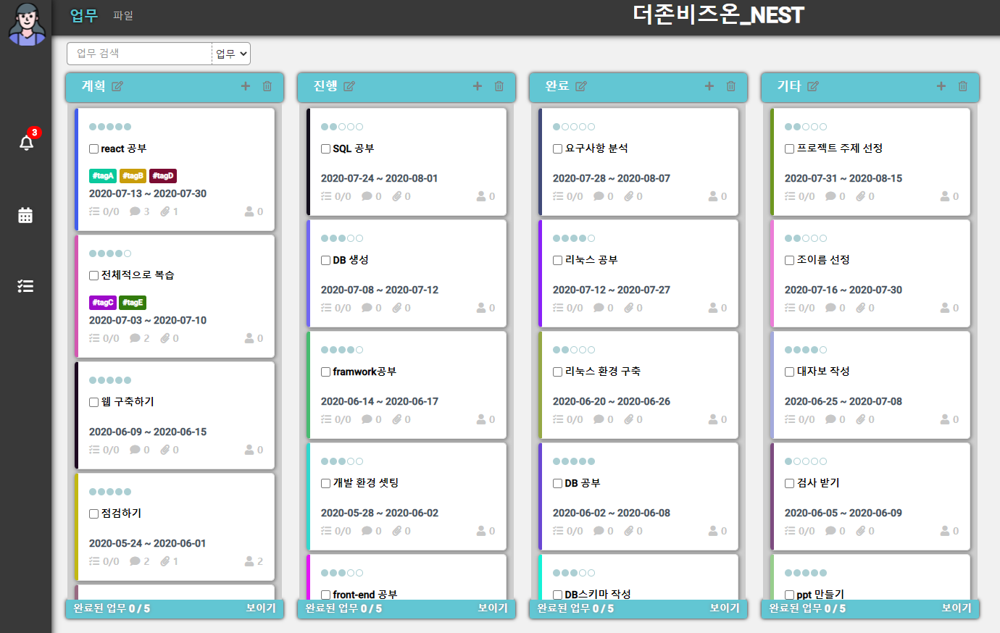 업무 파일
더존비즈온_NEST
3
업무 검색 업무
계획
react 공부
#tagA #tagB #tagD
2020-07-13 ~ 2020-07-30
0/0 3 1 0
전체적으로 복습
#tagC #tagE
2020-07-03 ~ 2020-07-10
0/0 2 0 0
웹 구축하기
2020-06-09 ~ 2020-06-15
0/0 0 0 0
점검하기
2020-05-24 ~ 2020-06-01
0/0 2 1 2
완료된 업무 0 / 5 보이기
진행
SQL 공부
2020-07-24 ~ 2020-08-01
0/0 0 0 0
DB 생성
2020-07-08 ~ 2020-07-12
0/0 0 0 0
framwork공부
2020-06-14 ~ 2020-06-17
0/0 0 0 0
개발 환경 셋팅
2020-05-28 ~ 2020-06-02
0/0 0 0 0
front-end 공부
완료된 업무 0 / 5 보이기
완료
요구사항 분석
2020-07-28 ~ 2020-08-07
0/0 0 0 0
리눅스 공부
2020-07-12 ~ 2020-07-27
0/0 0 0 0
리눅스 환경 구축
2020-06-20 ~ 2020-06-26
0/0 0 0 0
DB 공부
2020-06-02 ~ 2020-06-08
0/0 0 0 0
DB스키마 작성
완료된 업무 0 / 5 보이기
기타
프로젝트 주제 선정
2020-07-31 ~ 2020-08-15
0/0 0 0 0
조이름 선정
2020-07-16 ~ 2020-07-30
0/0 0 0 0
대자보 작성
2020-06-25 ~ 2020-07-08
0/0 0 0 0
검사 받기
2020-06-05 ~ 2020-06-09
0/0 0 0 0
ppt 만들기
완료된 업무 0 / 5 보이기